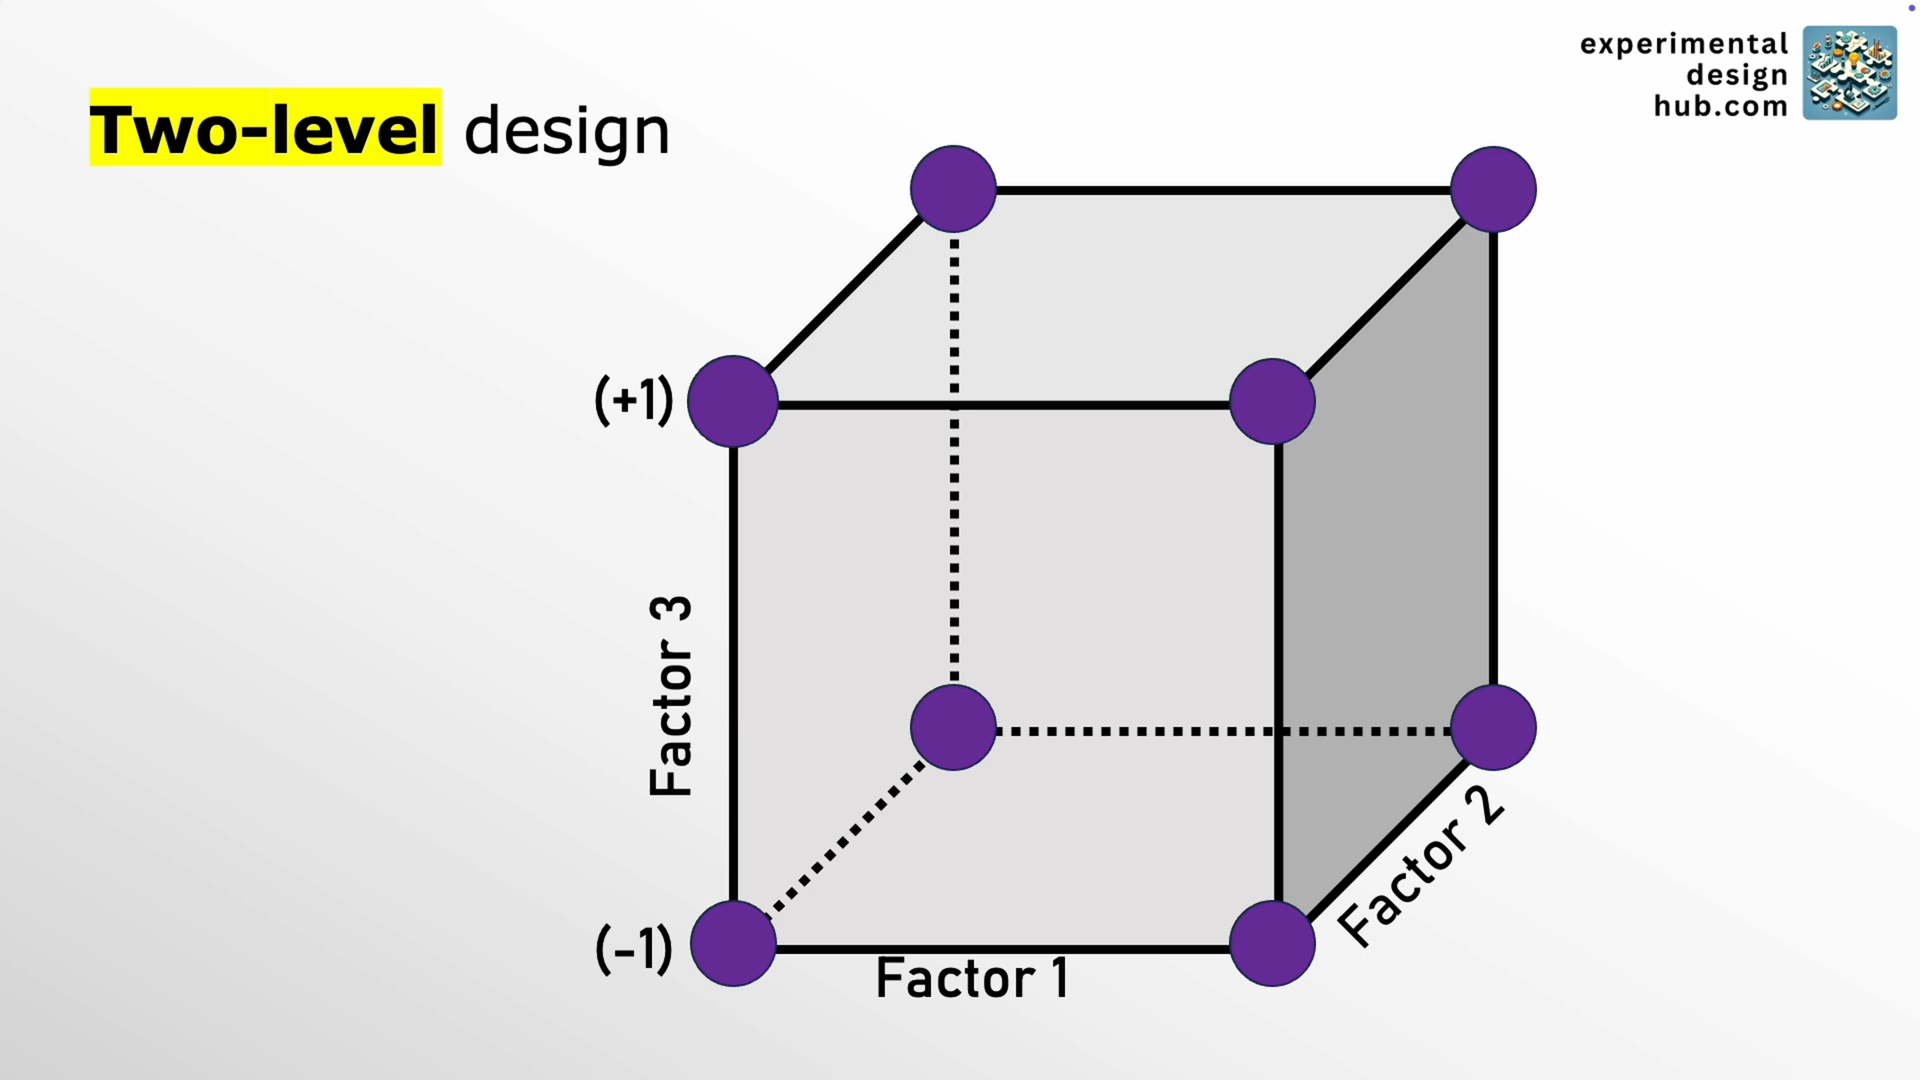 experimental
design
hub.com
Two-level design
(+1)
Factor 3
(-1)
Factor 1
Factor 2